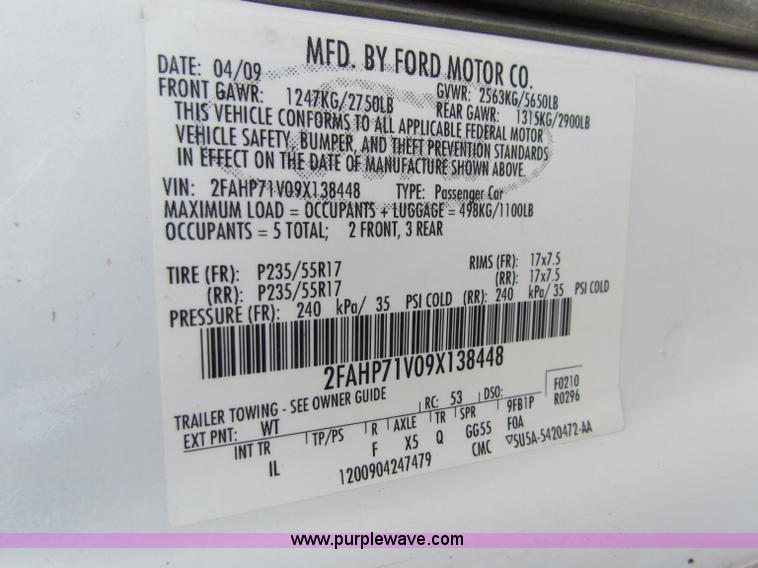 MFD. BY FORD MOTOR CO.
DATE: 04/09
GVWR: 2563KG/5650LB
FRONT GAWR: 1247KG/2750LB
REAR GAWR: 1315KG/2900LB
THIS VEHICLE CONFORMS TO ALL APPLICABLE FEDERAL MOTOR
VEHICLE SAFETY, BUMPER, AND THEFT PREVENTION STANDARDS
IN EFFECT ON THE DATE OF MANUFACTURE SHOWN ABOVE.
VIN: 2FAHP71V09X138448 TYPE: Passenger Car
MAXIMUM LOAD = OCCUPANTS + LUGGAGE = 498KG/1100LB
OCCUPANTS = 5 TOTAL; 2 FRONT, 3 REAR
TIRE (FR): P235/55R17 RIMS (FR): 17x7.5
(RR): P235/55R17 (RR): 17x7.5
PRESSURE (FR): 240 kPa/ 35 PSI COLD (RR): 240 kPa/ 35 PSI COLD
2FAHP71V09X138448
TRAILER TOWING - SEE OWNER GUIDE RC: 53 DSO: F0210
EXT PNT: WT 9FB1P R0296
INT TR TP/PS R AXLE TR SPR F0A
IL F X5 Q GG55 ▽5U5A-5420472-AA
1200904247479 CMC
www.purplewave.com